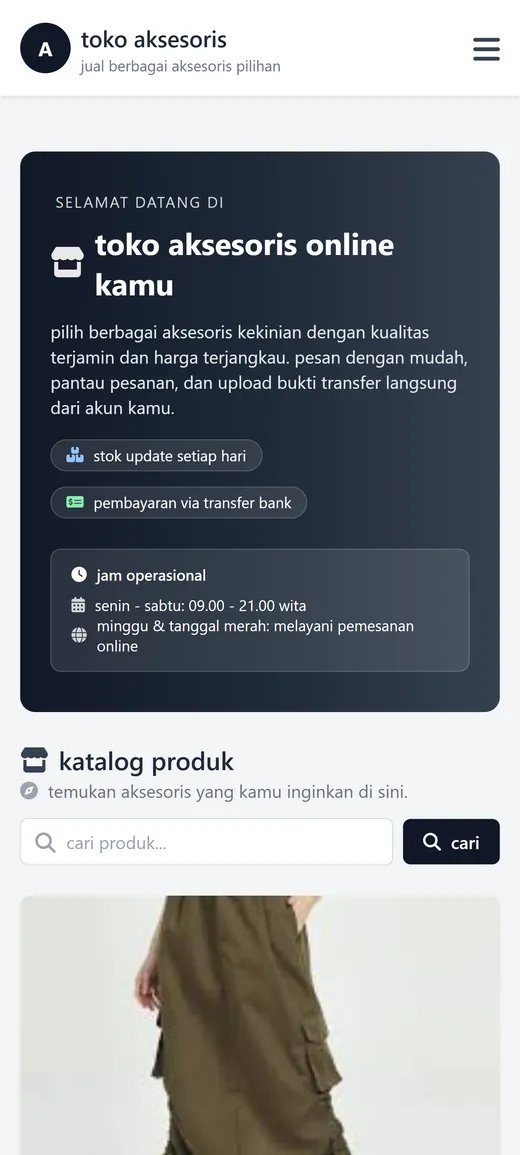 A
toko aksesoris
jual berbagai aksesoris pilihan
SELAMAT DATANG DI
toko aksesoris online
kamu
pilih berbagai aksesoris kekinian dengan kualitas
terjamin dan harga terjangkau. pesan dengan mudah,
pantau pesanan, dan upload bukti transfer langsung
dari akun kamu.
stok update setiap hari
pembayaran via transfer bank
jam operasional
senin - sabtu: 09.00 - 21.00 wita
minggu & tanggal merah: melayani pemesanan
online
katalog produk
temukan aksesoris yang kamu inginkan di sini.
cari produk...
cari